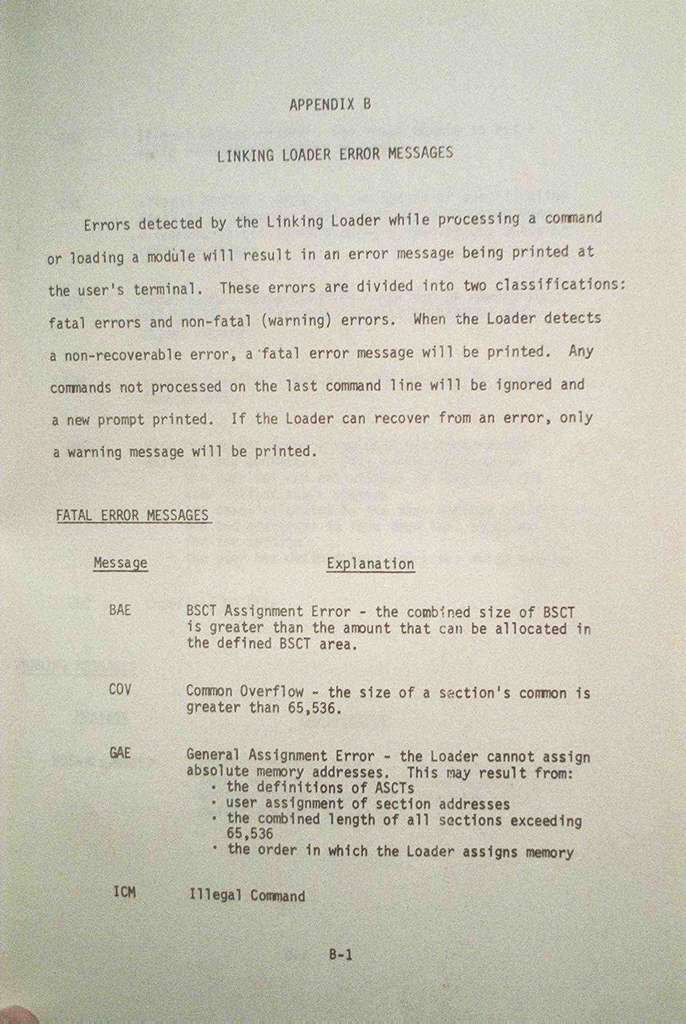 APPENDIX B
LINKING LOADER ERROR MESSAGES
Errors detected by the Linking Loader while processing a command
or loading a module will result in an error message being printed at
the user's terminal. These errors are divided into two classifications:
fatal errors and non-fatal (warning) errors. When the Loader detects
a non-recoverable error, a fatal error message will be printed. Any
commands not processed on the last command line will be ignored and
a new prompt printed. If the Loader can recover from an error, only
a warning message will be printed.
FATAL ERROR MESSAGES
Message Explanation
BAE BSCT Assignment Error - the combined size of BSCT
is greater than the amount that can be allocated in
the defined BSCT area.
COV Common Overflow - the size of a section's common is
greater than 65,536.
GAE General Assignment Error - the Loader cannot assign
absolute memory addresses. This may result from:
· the definitions of ASCTs
· user assignment of section addresses
· the combined length of all sections exceeding
65,536
· the order in which the Loader assigns memory
ICM Illegal Command
B-1